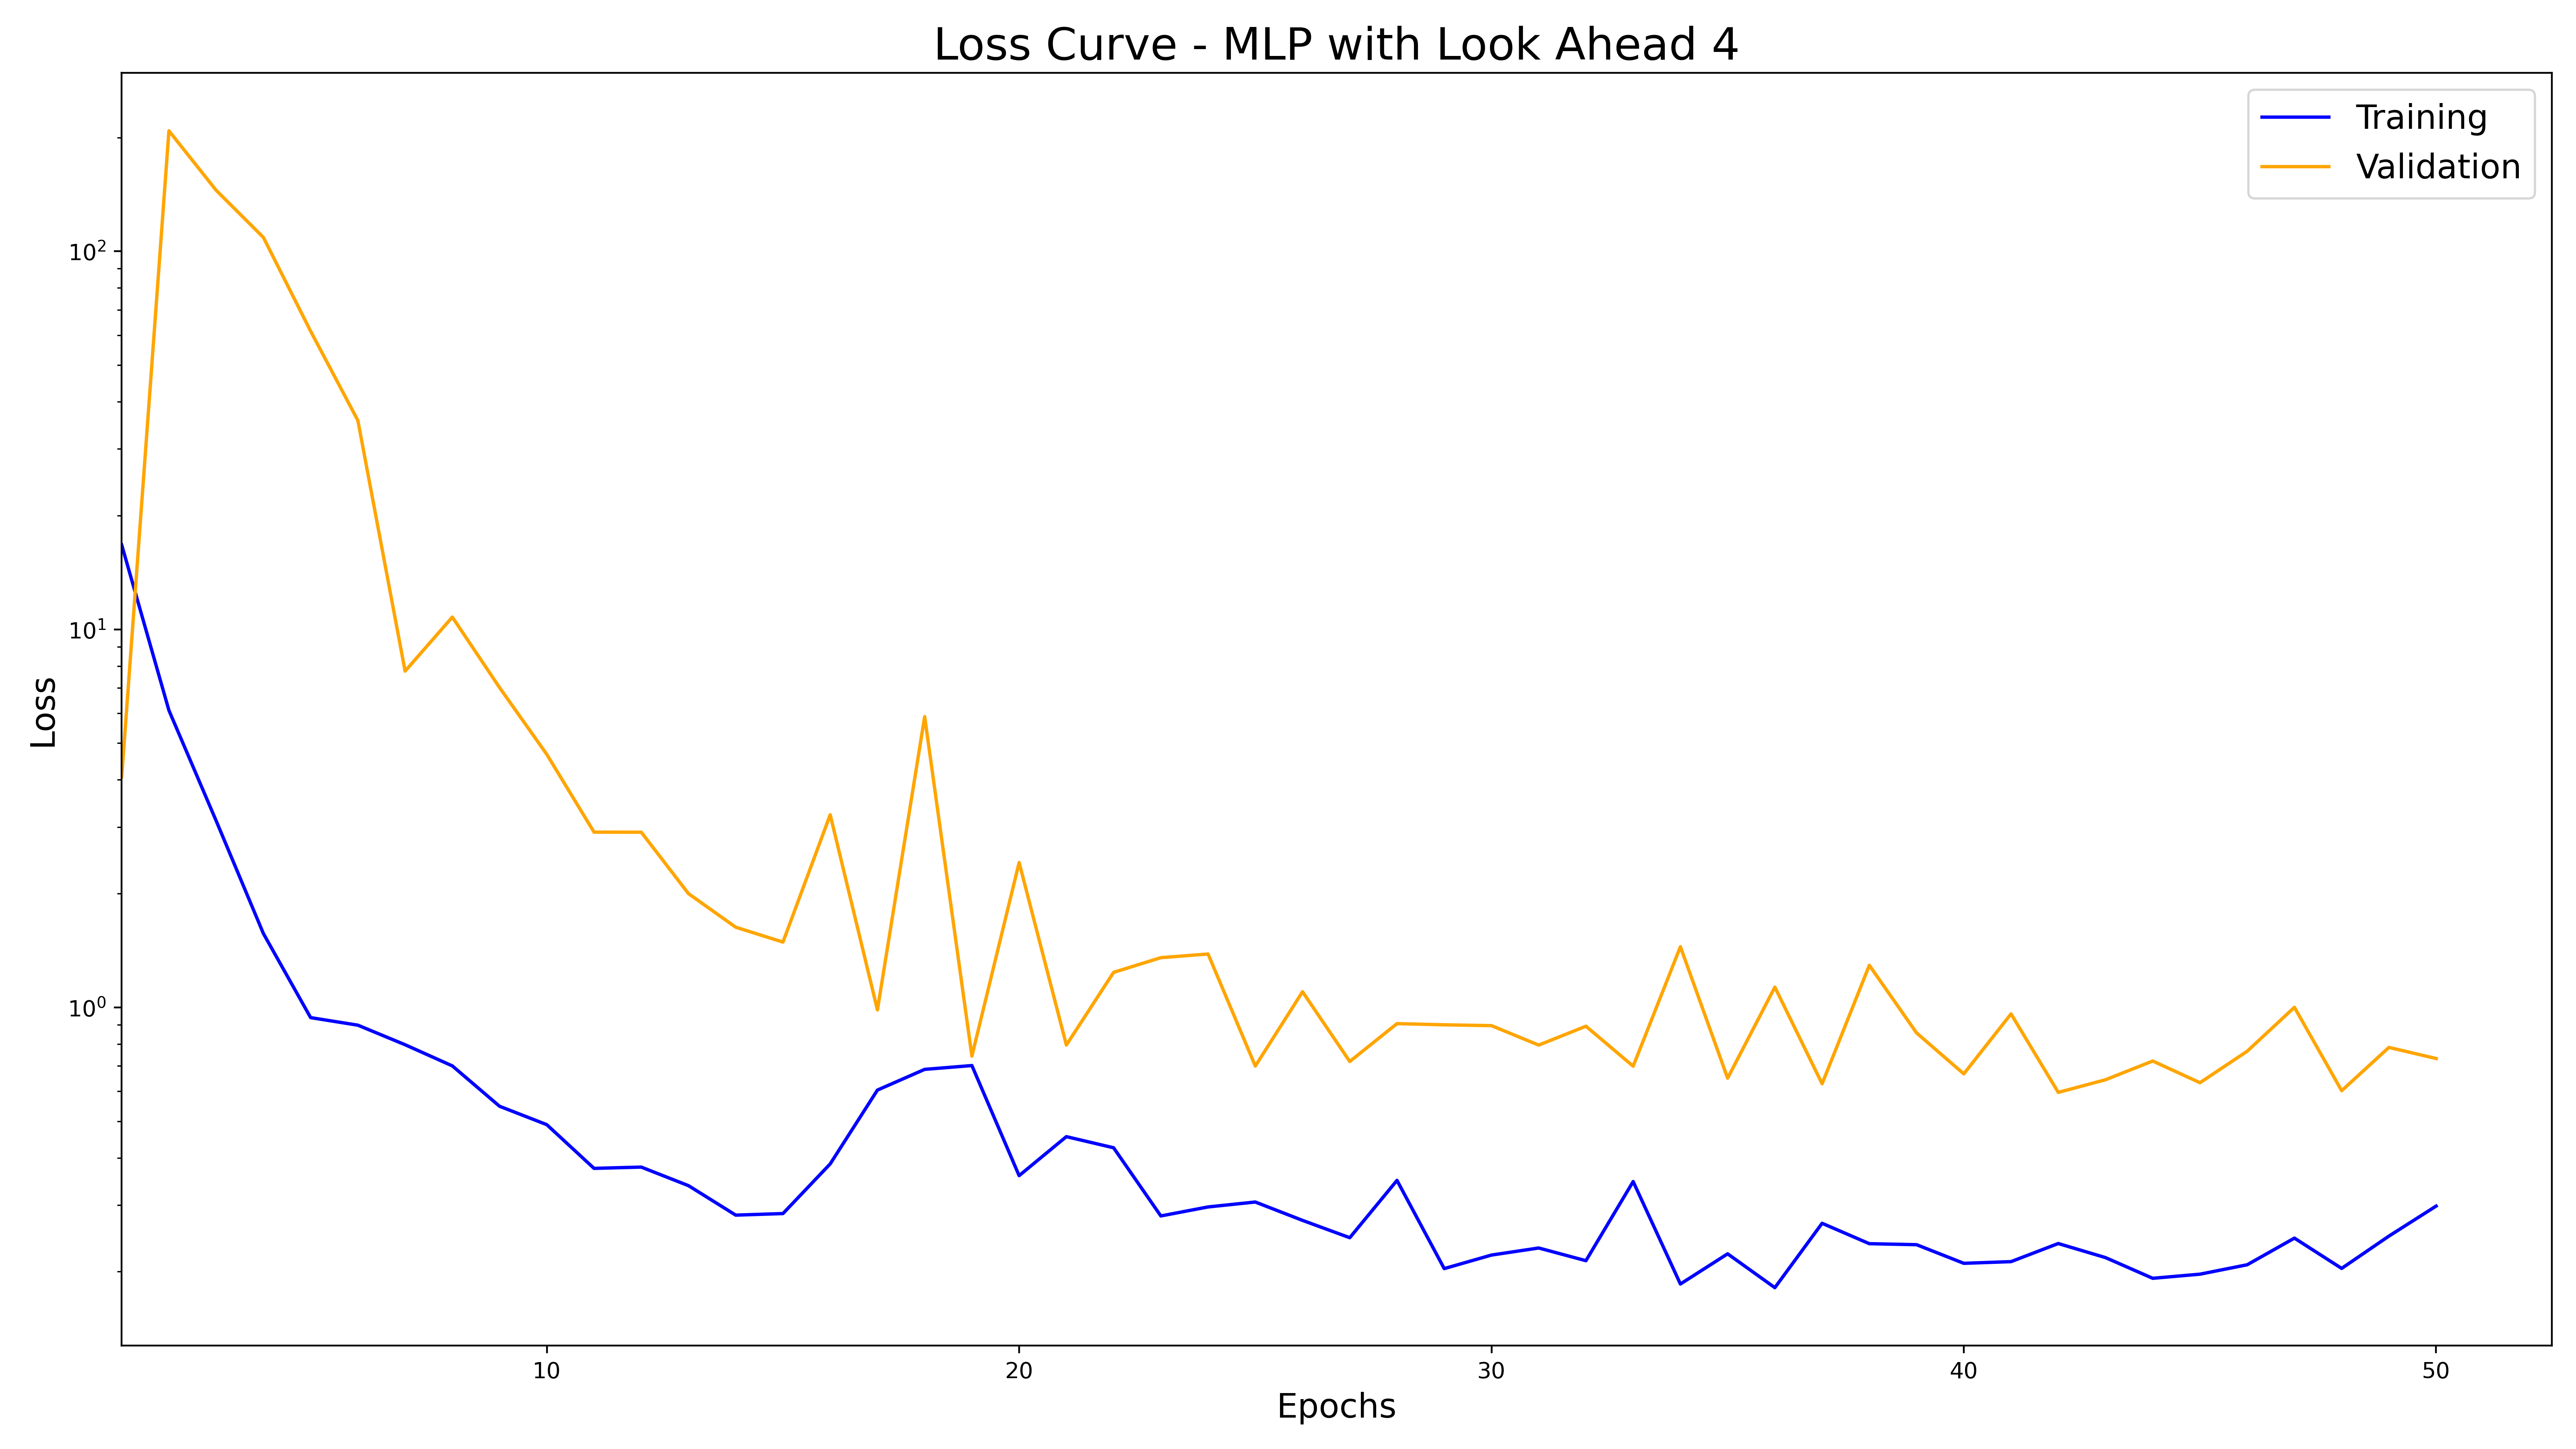 Loss Curve - MLP with Look Ahead 4
Training
Validation
10²
10¹
10⁰
Loss
10 20 30 40 50
Epochs